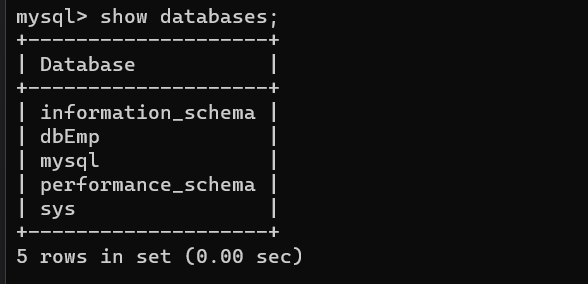 mysql> show databases;
+--------------------+
| Database           |
+--------------------+
| information_schema |
| dbEmp              |
| mysql              |
| performance_schema |
| sys                |
+--------------------+
5 rows in set (0.00 sec)